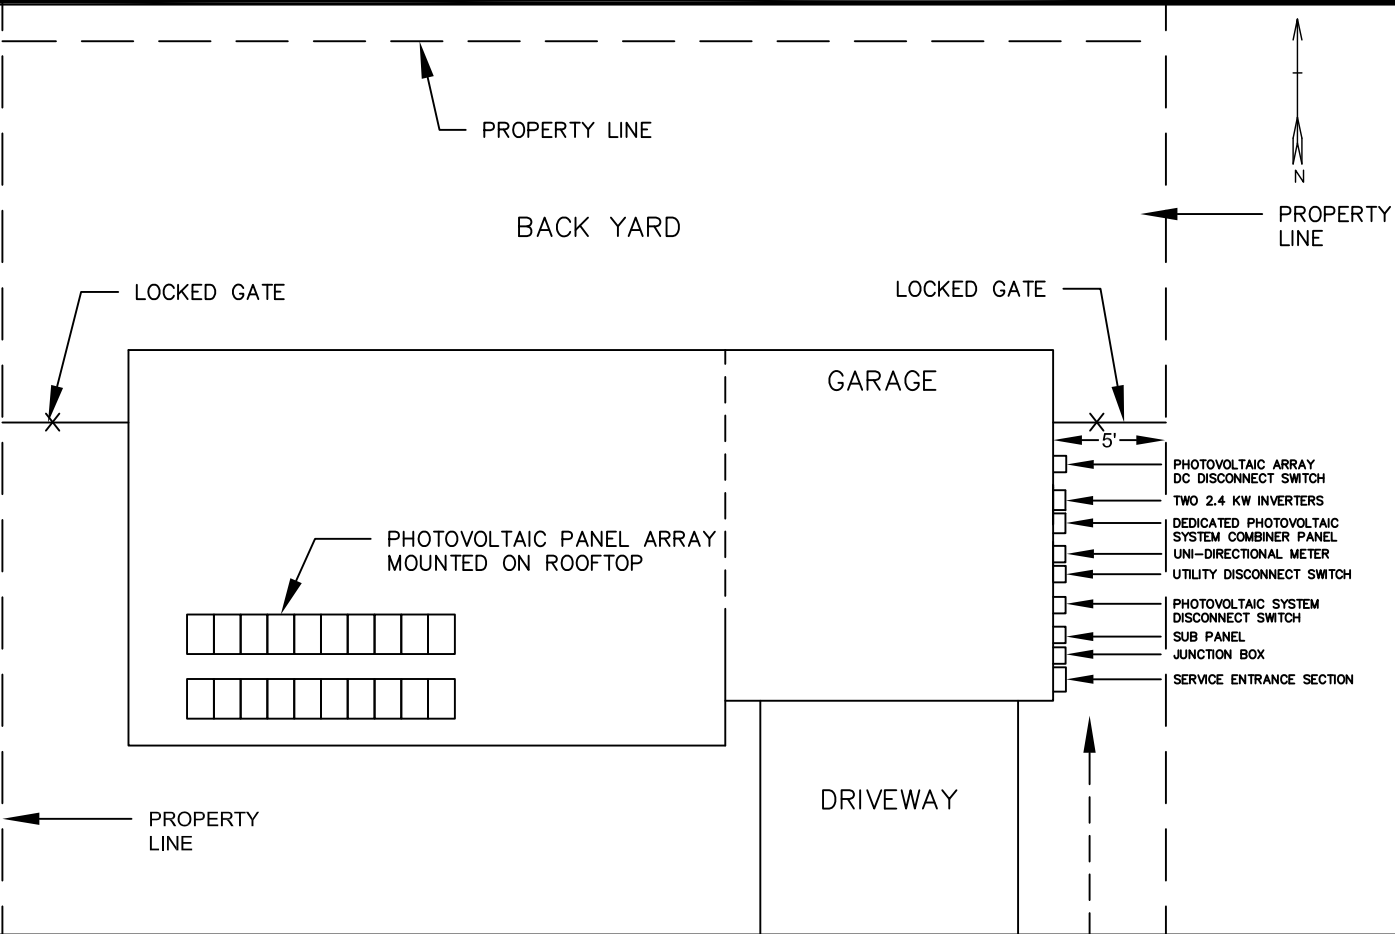 PROPERTY LINE
N
BACK YARD
PROPERTY
LINE
LOCKED GATE
LOCKED GATE
GARAGE
5'
PHOTOVOLTAIC ARRAY
DC DISCONNECT SWITCH
TWO 2.4 KW INVERTERS
DEDICATED PHOTOVOLTAIC
SYSTEM COMBINER PANEL
UNI-DIRECTIONAL METER
UTILITY DISCONNECT SWITCH
PHOTOVOLTAIC SYSTEM
DISCONNECT SWITCH
SUB PANEL
JUNCTION BOX
SERVICE ENTRANCE SECTION
PHOTOVOLTAIC PANEL ARRAY
MOUNTED ON ROOFTOP
DRIVEWAY
PROPERTY
LINE